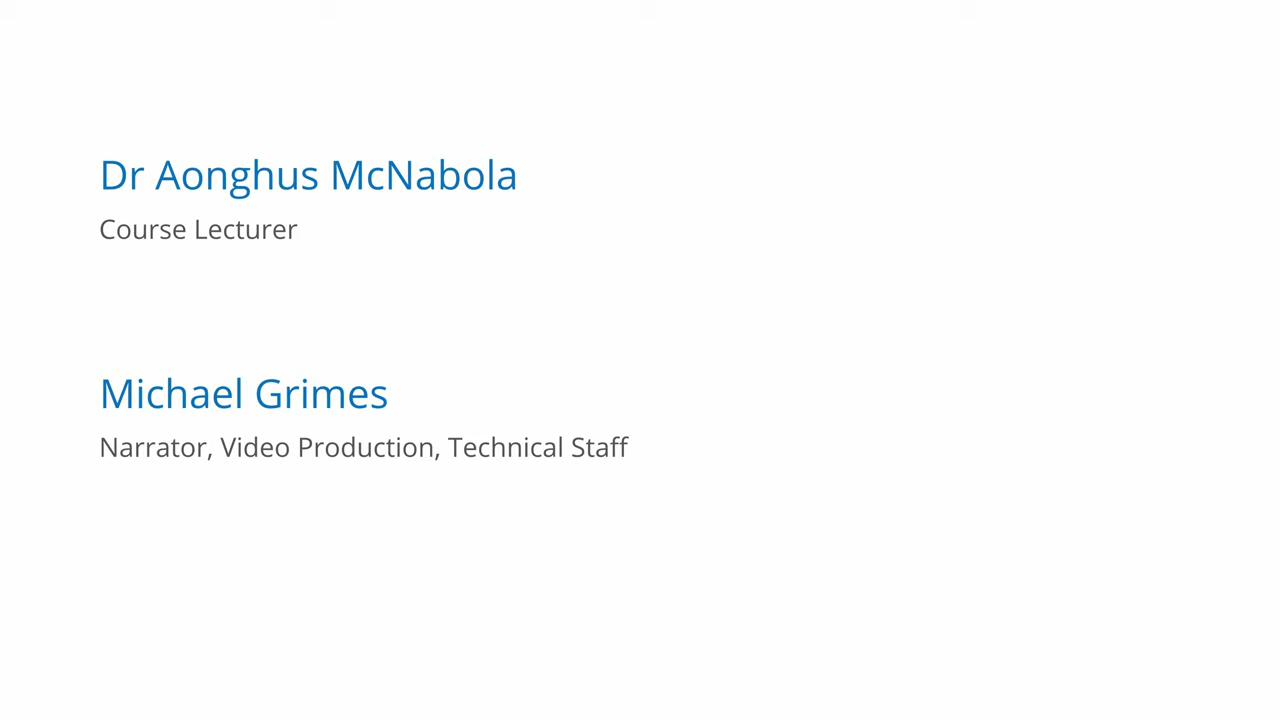 Dr Aonghus McNabola
Course Lecturer
Michael Grimes
Narrator, Video Production, Technical Staff